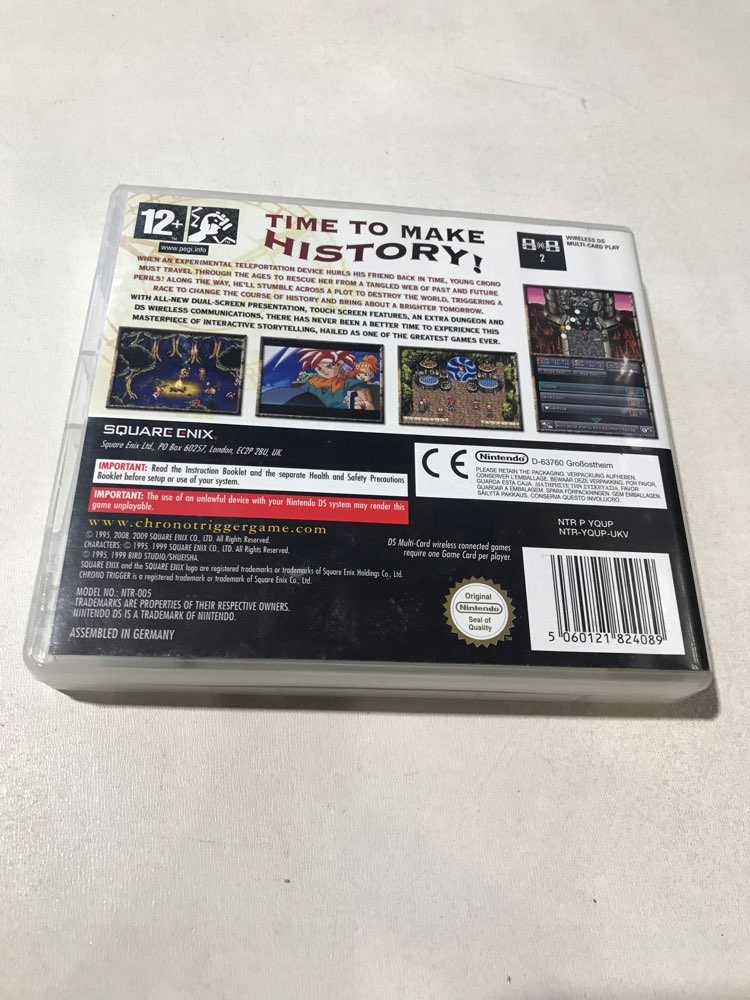 12+
www.pegi.info
TIME TO MAKE
HISTORY!
2
WIRELESS DS
MULTI-CARD PLAY
WHEN AN EXPERIMENTAL TELEPORTATION DEVICE HURLS HIS FRIEND BACK IN TIME, YOUNG CRONO
MUST TRAVEL THROUGH THE AGES TO RESCUE HER FROM A TANGLED WEB OF PAST AND FUTURE
PERILS! ALONG THE WAY, HE'LL STUMBLE ACROSS A PLOT TO DESTROY THE WORLD, TRIGGERING A
RACE TO CHANGE THE COURSE OF HISTORY AND BRING ABOUT A BRIGHTER TOMORROW.
WITH ALL-NEW DUAL-SCREEN PRESENTATION, TOUCH SCREEN FEATURES, AN EXTRA DUNGEON AND
DS WIRELESS COMMUNICATIONS, THERE HAS NEVER BEEN A BETTER TIME TO EXPERIENCE THIS
MASTERPIECE OF INTERACTIVE STORYTELLING, HAILED AS ONE OF THE GREATEST GAMES EVER.
SQUARE ENIX
Square Enix Ltd., PO Box 60257, London, EC2P 2BU, UK.
IMPORTANT: Read the Instruction Booklet and the separate Health and Safety Precautions
Booklet before setup or use of your system.
IMPORTANT: The use of an unlawful device with your Nintendo DS system may render this
game unplayable.
www.chronotriggergame.com
© 1995, 2008, 2009 SQUARE ENIX CO., LTD. All Rights Reserved.
CHARACTERS: © 1995, 1999 SQUARE ENIX CO., LTD. All Rights Reserved.
© 1995, 1999 BIRD STUDIO/SHUEISHA.
SQUARE ENIX and the SQUARE ENIX logo are registered trademarks or trademarks of Square Enix Holdings Co., Ltd.
CHRONO TRIGGER is a registered trademark or trademark of Square Enix Co., Ltd.
MODEL NO.: NTR-005
TRADEMARKS ARE PROPERTIES OF THEIR RESPECTIVE OWNERS.
NINTENDO DS IS A TRADEMARK OF NINTENDO.
ASSEMBLED IN GERMANY
CE
Nintendo D-63760 Großostheim
PLEASE RETAIN THE PACKAGING. VERPACKUNG AUFHEBEN.
CONSERVER L'EMBALLAGE. BEWAAR DEZE VERPAKKING. POR FAVOR,
GUARDA ESTA CAJA. ΔΙΑΤΗΡΕΙΤΕ ΤΗΝ ΣΥΣΚΕΥΑΣΙΑ. FAVOR
GUARDAR A EMBALAGEM. SPARA FÖRPACKNINGEN. GEM EMBALLAGEN.
SÄILYTÄ PAKKAUS. CONSERVA QUESTO INVOLUCRO.
NTR P YQUP
NTR-YQUP-UKV
DS Multi-Card wireless connected games
require one Game Card per player.
Original
Nintendo
Seal of
Quality
5 060121 824089